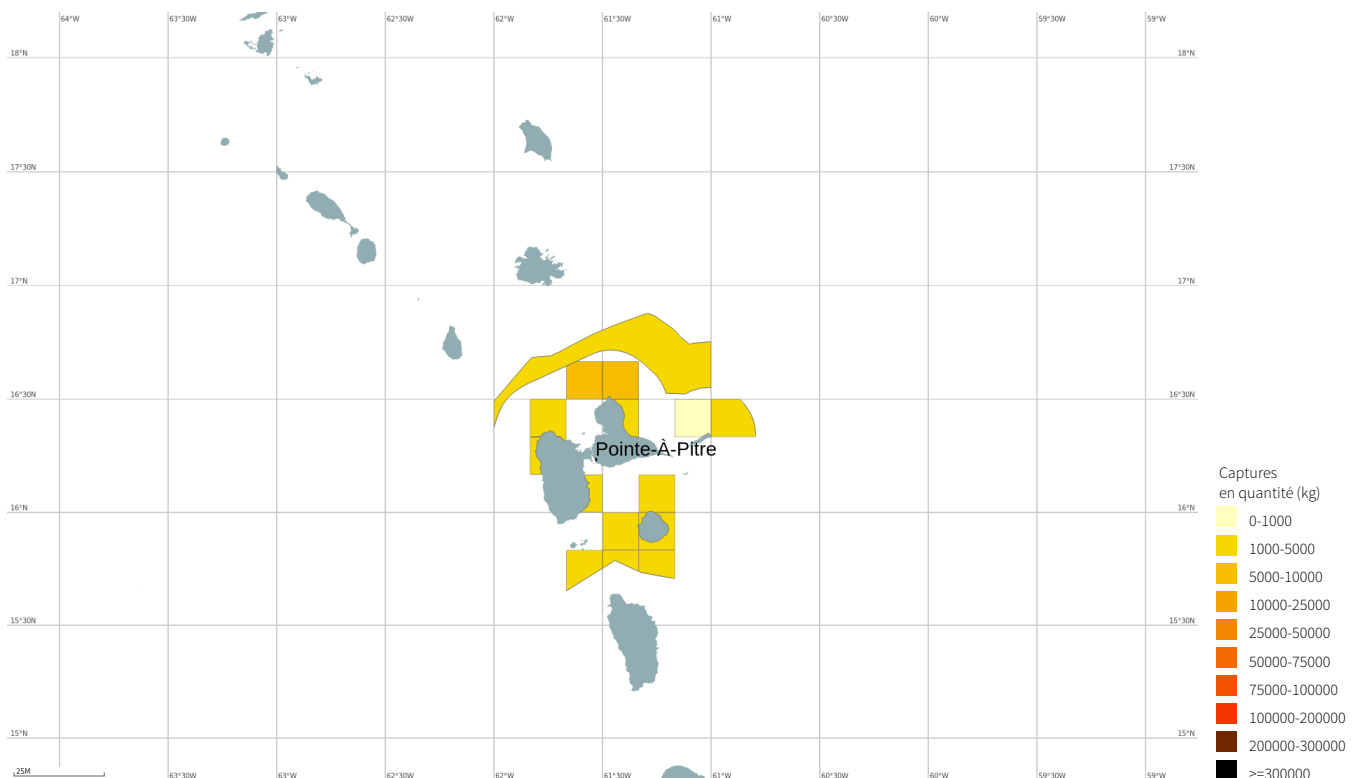 64°W 63°30W 63°W 62°30W 62°W 61°30W 61°W 60°30W 60°W 59°30W 59°W
18°N 18°N
17°30N 17°30N
17°N 17°N
16°30N 16°30N
Pointe-À-Pitre
16°N 16°N
15°30N 15°30N
15°N 15°N
25M
63°30W 63°W 62°30W 62°W 61°30W 61°W 60°30W 60°W 59°30W 59°W
Captures
en quantité (kg)
0-1000
1000-5000
5000-10000
10000-25000
25000-50000
50000-75000
75000-100000
100000-200000
200000-300000
>=300000